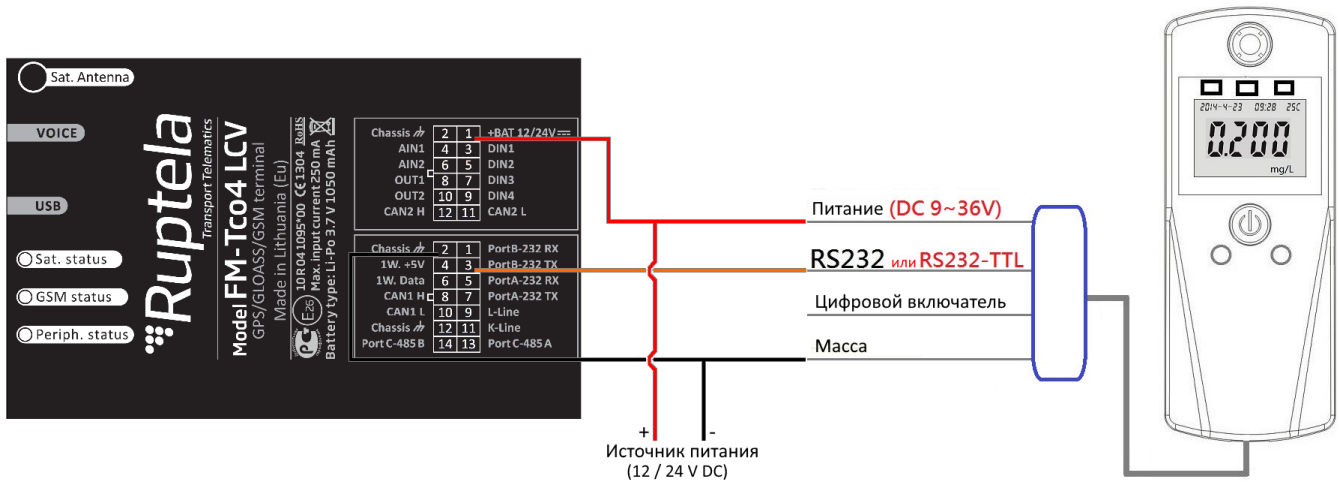 Sat. Antenna
VOICE
USB
Sat. status
GSM status
Periph. status
Ruptela
Transport Telematics
Model FM-Tco4 LCV
GPS/GLOASS/GSM terminal
Made in Lithuania (Eu)
PG E26 10 R 041095*00 CE1304 RoHS
Max. input current 250 mA
Battery type: Li-Po 3.7 V 1050 mAh
Chassis 2 1 +BAT 12/24V
AIN1 4 3 DIN1
AIN2 6 5 DIN2
OUT1 8 7 DIN3
OUT2 10 9 DIN4
CAN2 H 12 11 CAN2 L
Chassis 2 1 PortB-232 RX
1W. +5V 4 3 PortB-232 TX
1W. Data 6 5 PortA-232 RX
CAN1 H 8 7 PortA-232 TX
CAN1 L 10 9 L-Line
Chassis 12 11 K-Line
Port C-485 B 14 13 Port C-485 A
Питание (DC 9~36V)
RS232 или RS232-TTL
Цифровой включатель
Масса
+ -
Источник питания
(12 / 24 V DC)
2014-4-23 09:28 25C
0.200
mg/L